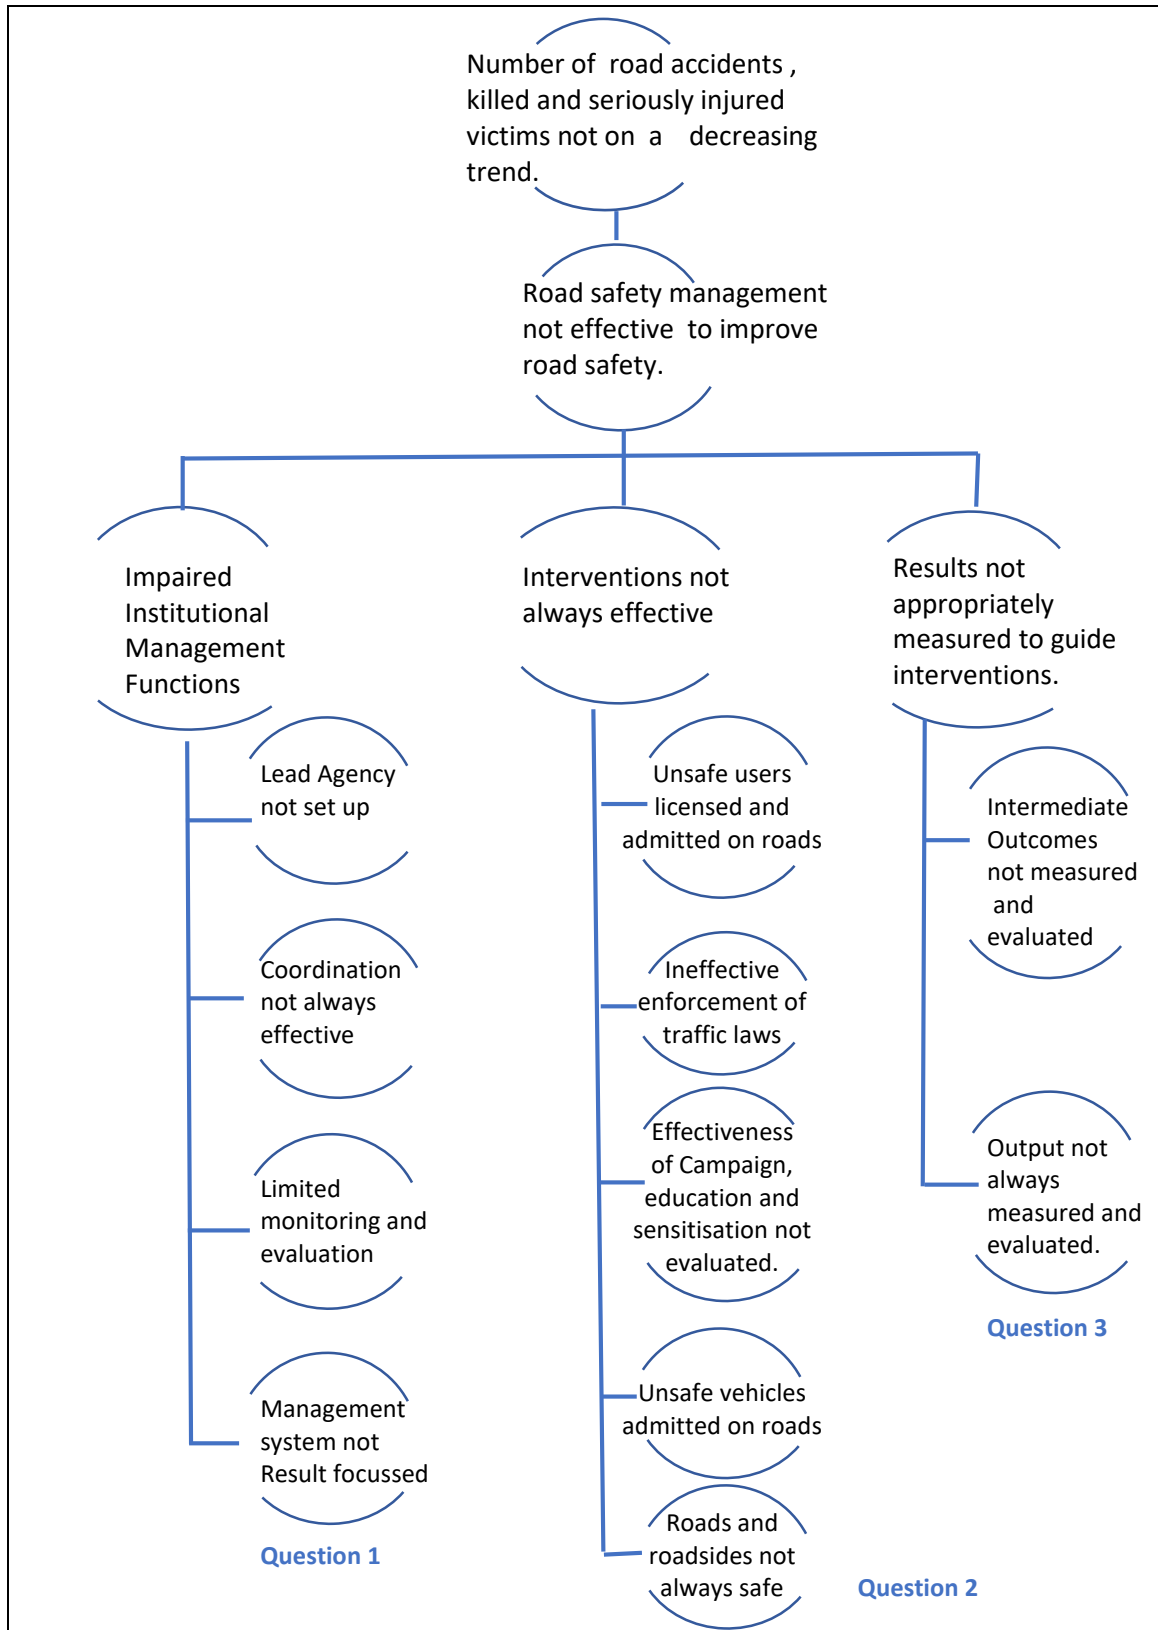 Number of road accidents ,
killed and seriously injured
victims not on a decreasing
trend.
Road safety management
not effective to improve
road safety.
Impaired
Institutional
Management
Functions
Lead Agency
not set up
Coordination
not always
effective
Limited
monitoring and
evaluation
Management
system not
Result focussed
Question 1
Interventions not
always effective
Unsafe users
licensed and
admitted on roads
Ineffective
enforcement of
traffic laws
Effectiveness
of Campaign,
education and
sensitisation not
evaluated.
Unsafe vehicles
admitted on roads
Roads and
roadsides not
always safe
Question 2
Results not
appropriately
measured to guide
interventions.
Intermediate
Outcomes
not measured
and
evaluated
Output not
always
measured and
evaluated.
Question 3